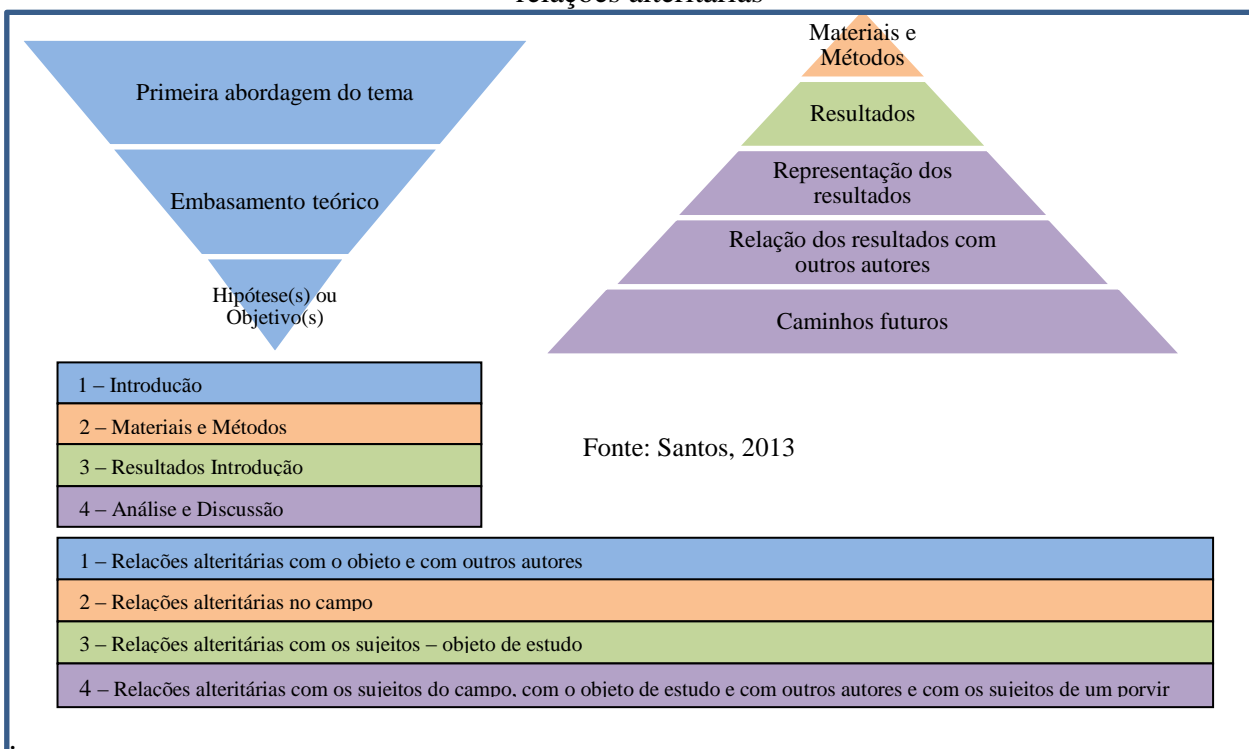 relações alteritárias
Primeira abordagem do tema
Embasamento teórico
Hipótese(s) ou
Objetivo(s)
Materiais e
Métodos
Resultados
Representação dos
resultados
Relação dos resultados com
outros autores
Caminhos futuros
1 – Introdução
2 – Materiais e Métodos
3 – Resultados Introdução
4 – Análise e Discussão
Fonte: Santos, 2013
1 – Relações alteritárias com o objeto e com outros autores
2 – Relações alteritárias no campo
3 – Relações alteritárias com os sujeitos – objeto de estudo
4 – Relações alteritárias com os sujeitos do campo, com o objeto de estudo e com outros autores e com os sujeitos de um porvir
.